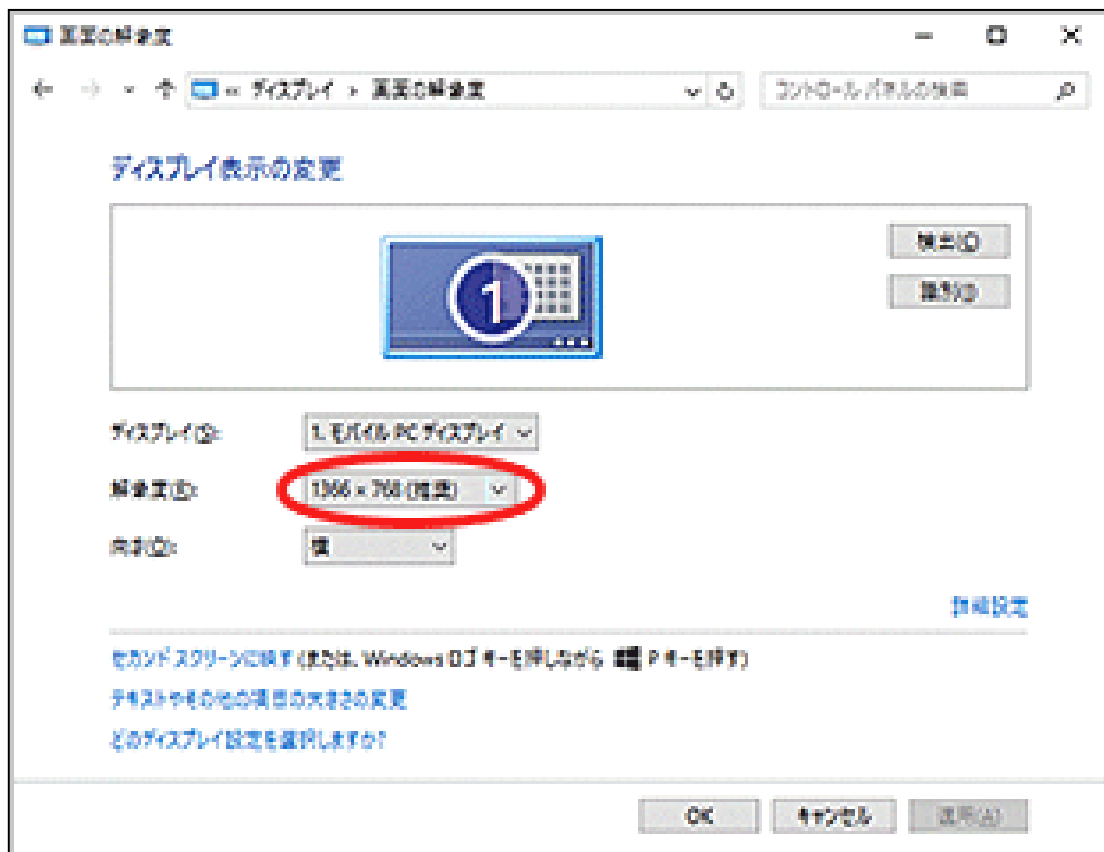 画面の解像度
« ディスプレイ › 画面の解像度
コントロール パネルの検索
ディスプレイ表示の変更
検出(C)
識別(I)
1
ディスプレイ(S):
1. モバイル PC ディスプレイ
解像度(R):
1366 × 768 (推奨)
向き(O):
横
詳細設定
セカンド スクリーンに映す (または、Windows ロゴ キーを押しながら P キーを押す)
テキストやその他の項目の大きさの変更
どのディスプレイ設定を選択しますか?
OK
キャンセル
適用(A)